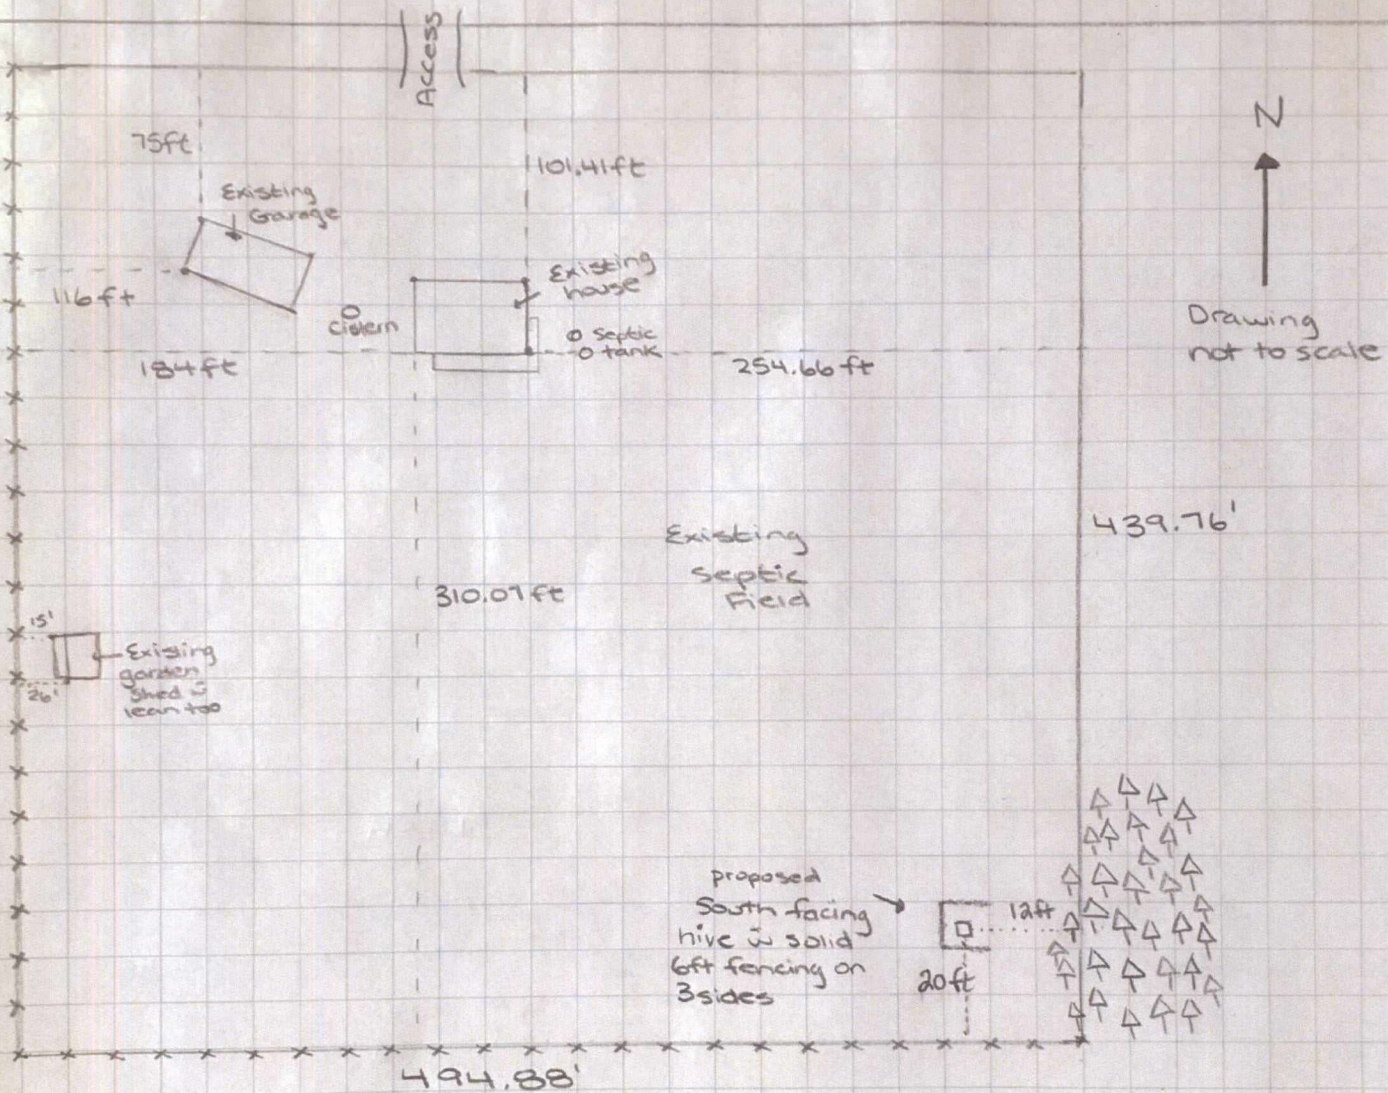 Access
N
75ft
101.41ft
Existing
Garage
Existing
house
116ft
Cistern
Septic
tank
Drawing
not to scale
184ft
254.66ft
439.76'
Existing
Septic
Field
310.07ft
15'
Existing
garden
shed w
lean too
26'
proposed
South facing
hive w solid
6ft fencing on
3sides
12ft
20ft
494.88'